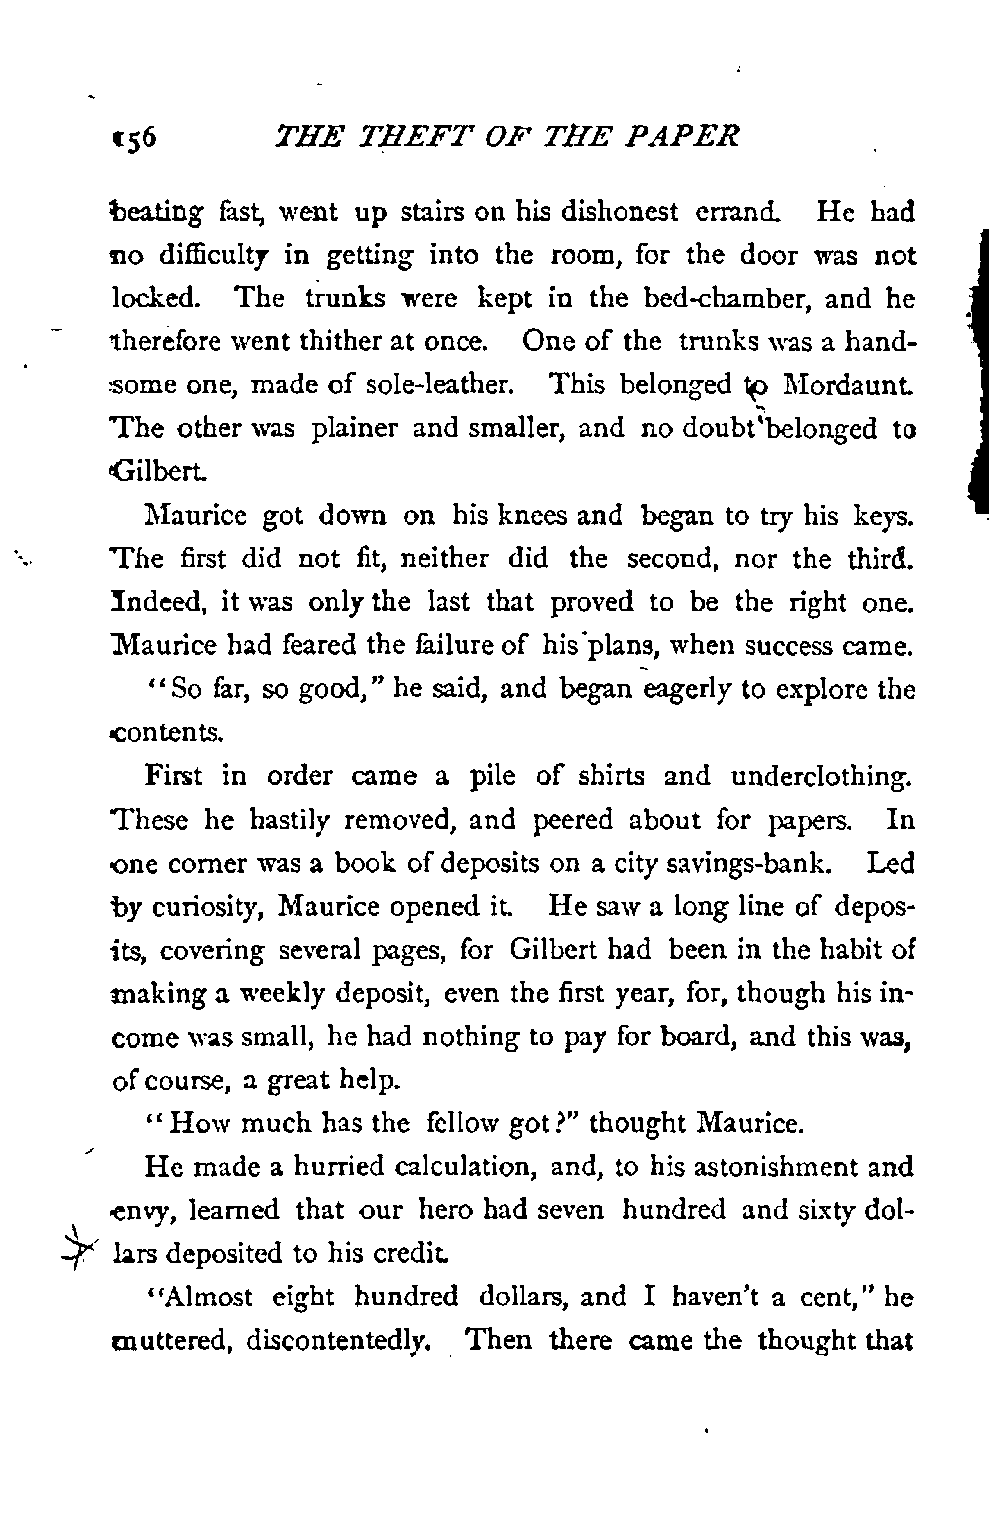 156 THE THEFT OF THE PAPER
beating fast, went up stairs on his dishonest errand. He had
no difficulty in getting into the room, for the door was not
locked. The trunks were kept in the bed-chamber, and he
therefore went thither at once. One of the trunks was a hand-
some one, made of sole-leather. This belonged to Mordaunt.
The other was plainer and smaller, and no doubt belonged to
Gilbert.
Maurice got down on his knees and began to try his keys.
The first did not fit, neither did the second, nor the third.
Indeed, it was only the last that proved to be the right one.
Maurice had feared the failure of his plans, when success came.
"So far, so good," he said, and began eagerly to explore the
contents.
First in order came a pile of shirts and underclothing.
These he hastily removed, and peered about for papers. In
one corner was a book of deposits on a city savings-bank. Led
by curiosity, Maurice opened it. He saw a long line of depos-
its, covering several pages, for Gilbert had been in the habit of
making a weekly deposit, even the first year, for, though his in-
come was small, he had nothing to pay for board, and this was,
of course, a great help.
"How much has the fellow got?" thought Maurice.
He made a hurried calculation, and, to his astonishment and
envy, learned that our hero had seven hundred and sixty dol-
lars deposited to his credit.
"Almost eight hundred dollars, and I haven't a cent," he
muttered, discontentedly. Then there came the thought that